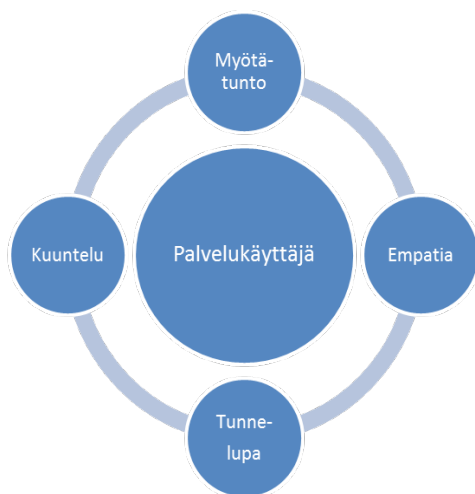 Myötä-
tunto
Kuuntelu
Palvelukäyttäjä
Empatia
Tunne-
lupa